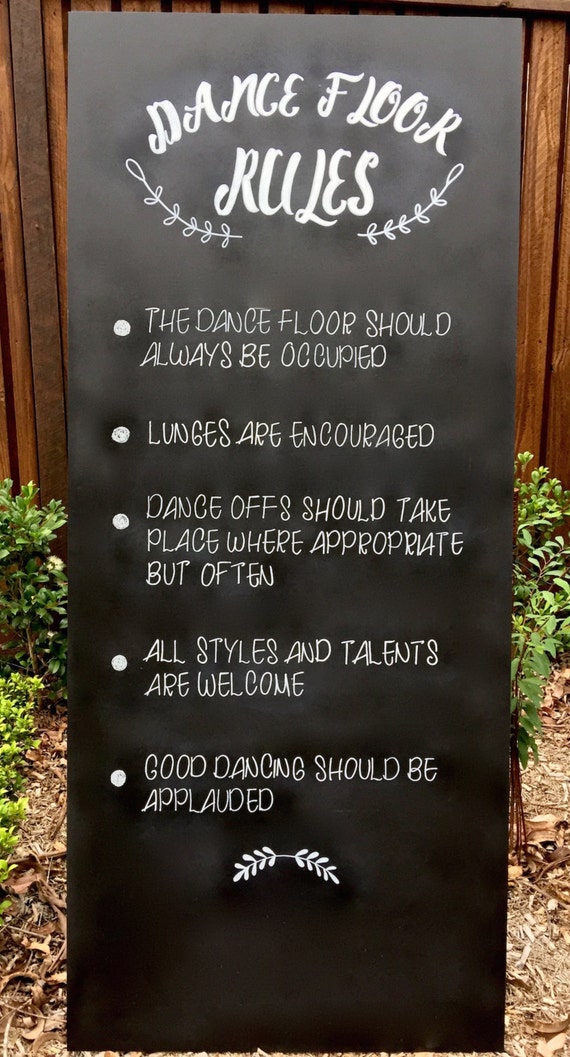 DANCE FLOOR
RULES
THE DANCE FLOOR SHOULD
ALWAYS BE OCCUPIED
LUNGES ARE ENCOURAGED
DANCE OFFS SHOULD TAKE
PLACE WHERE APPROPRIATE
BUT OFTEN
ALL STYLES AND TALENTS
ARE WELCOME
GOOD DANCING SHOULD BE
APPLAUDED